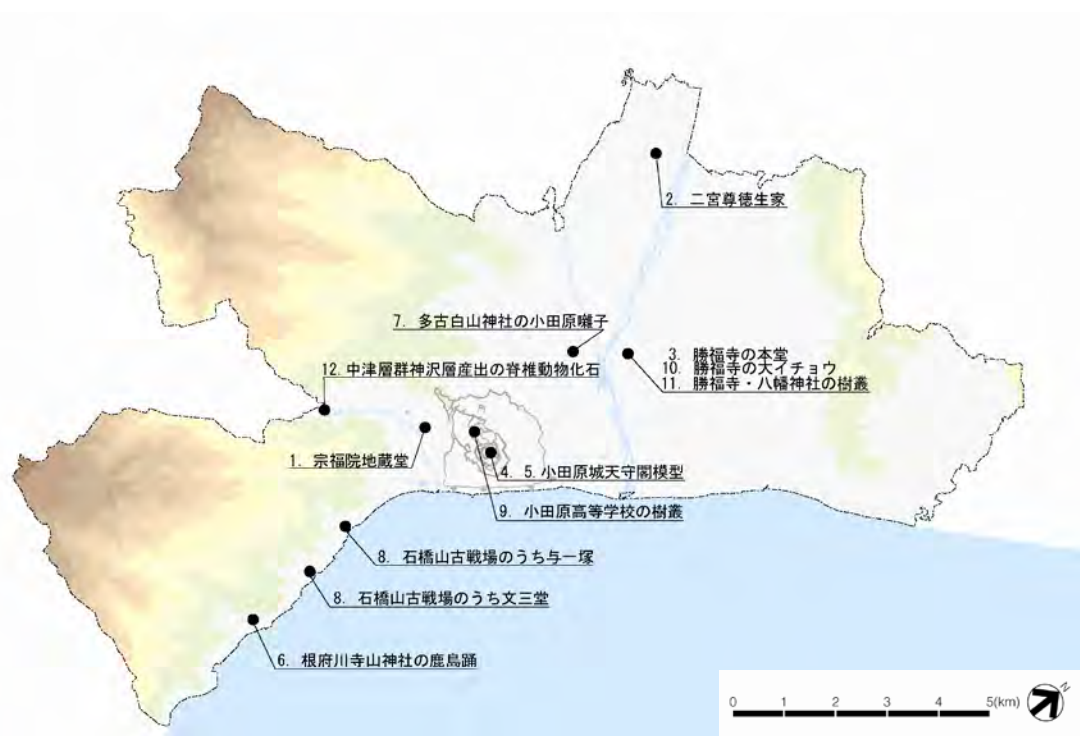 2. 二宮尊徳生家
7. 多古白山神社の小田原囃子
3. 勝福寺の本堂
10. 勝福寺の大イチョウ
11. 勝福寺・八幡神社の樹叢
12. 中津層群神沢層産出の脊椎動物化石
1. 宗福院地蔵堂
4. 5. 小田原城天守閣模型
9. 小田原高等学校の樹叢
8. 石橋山古戦場のうち与一塚
8. 石橋山古戦場のうち文三堂
6. 根府川寺山神社の鹿島踊
0 1 2 3 4 5(km)
N